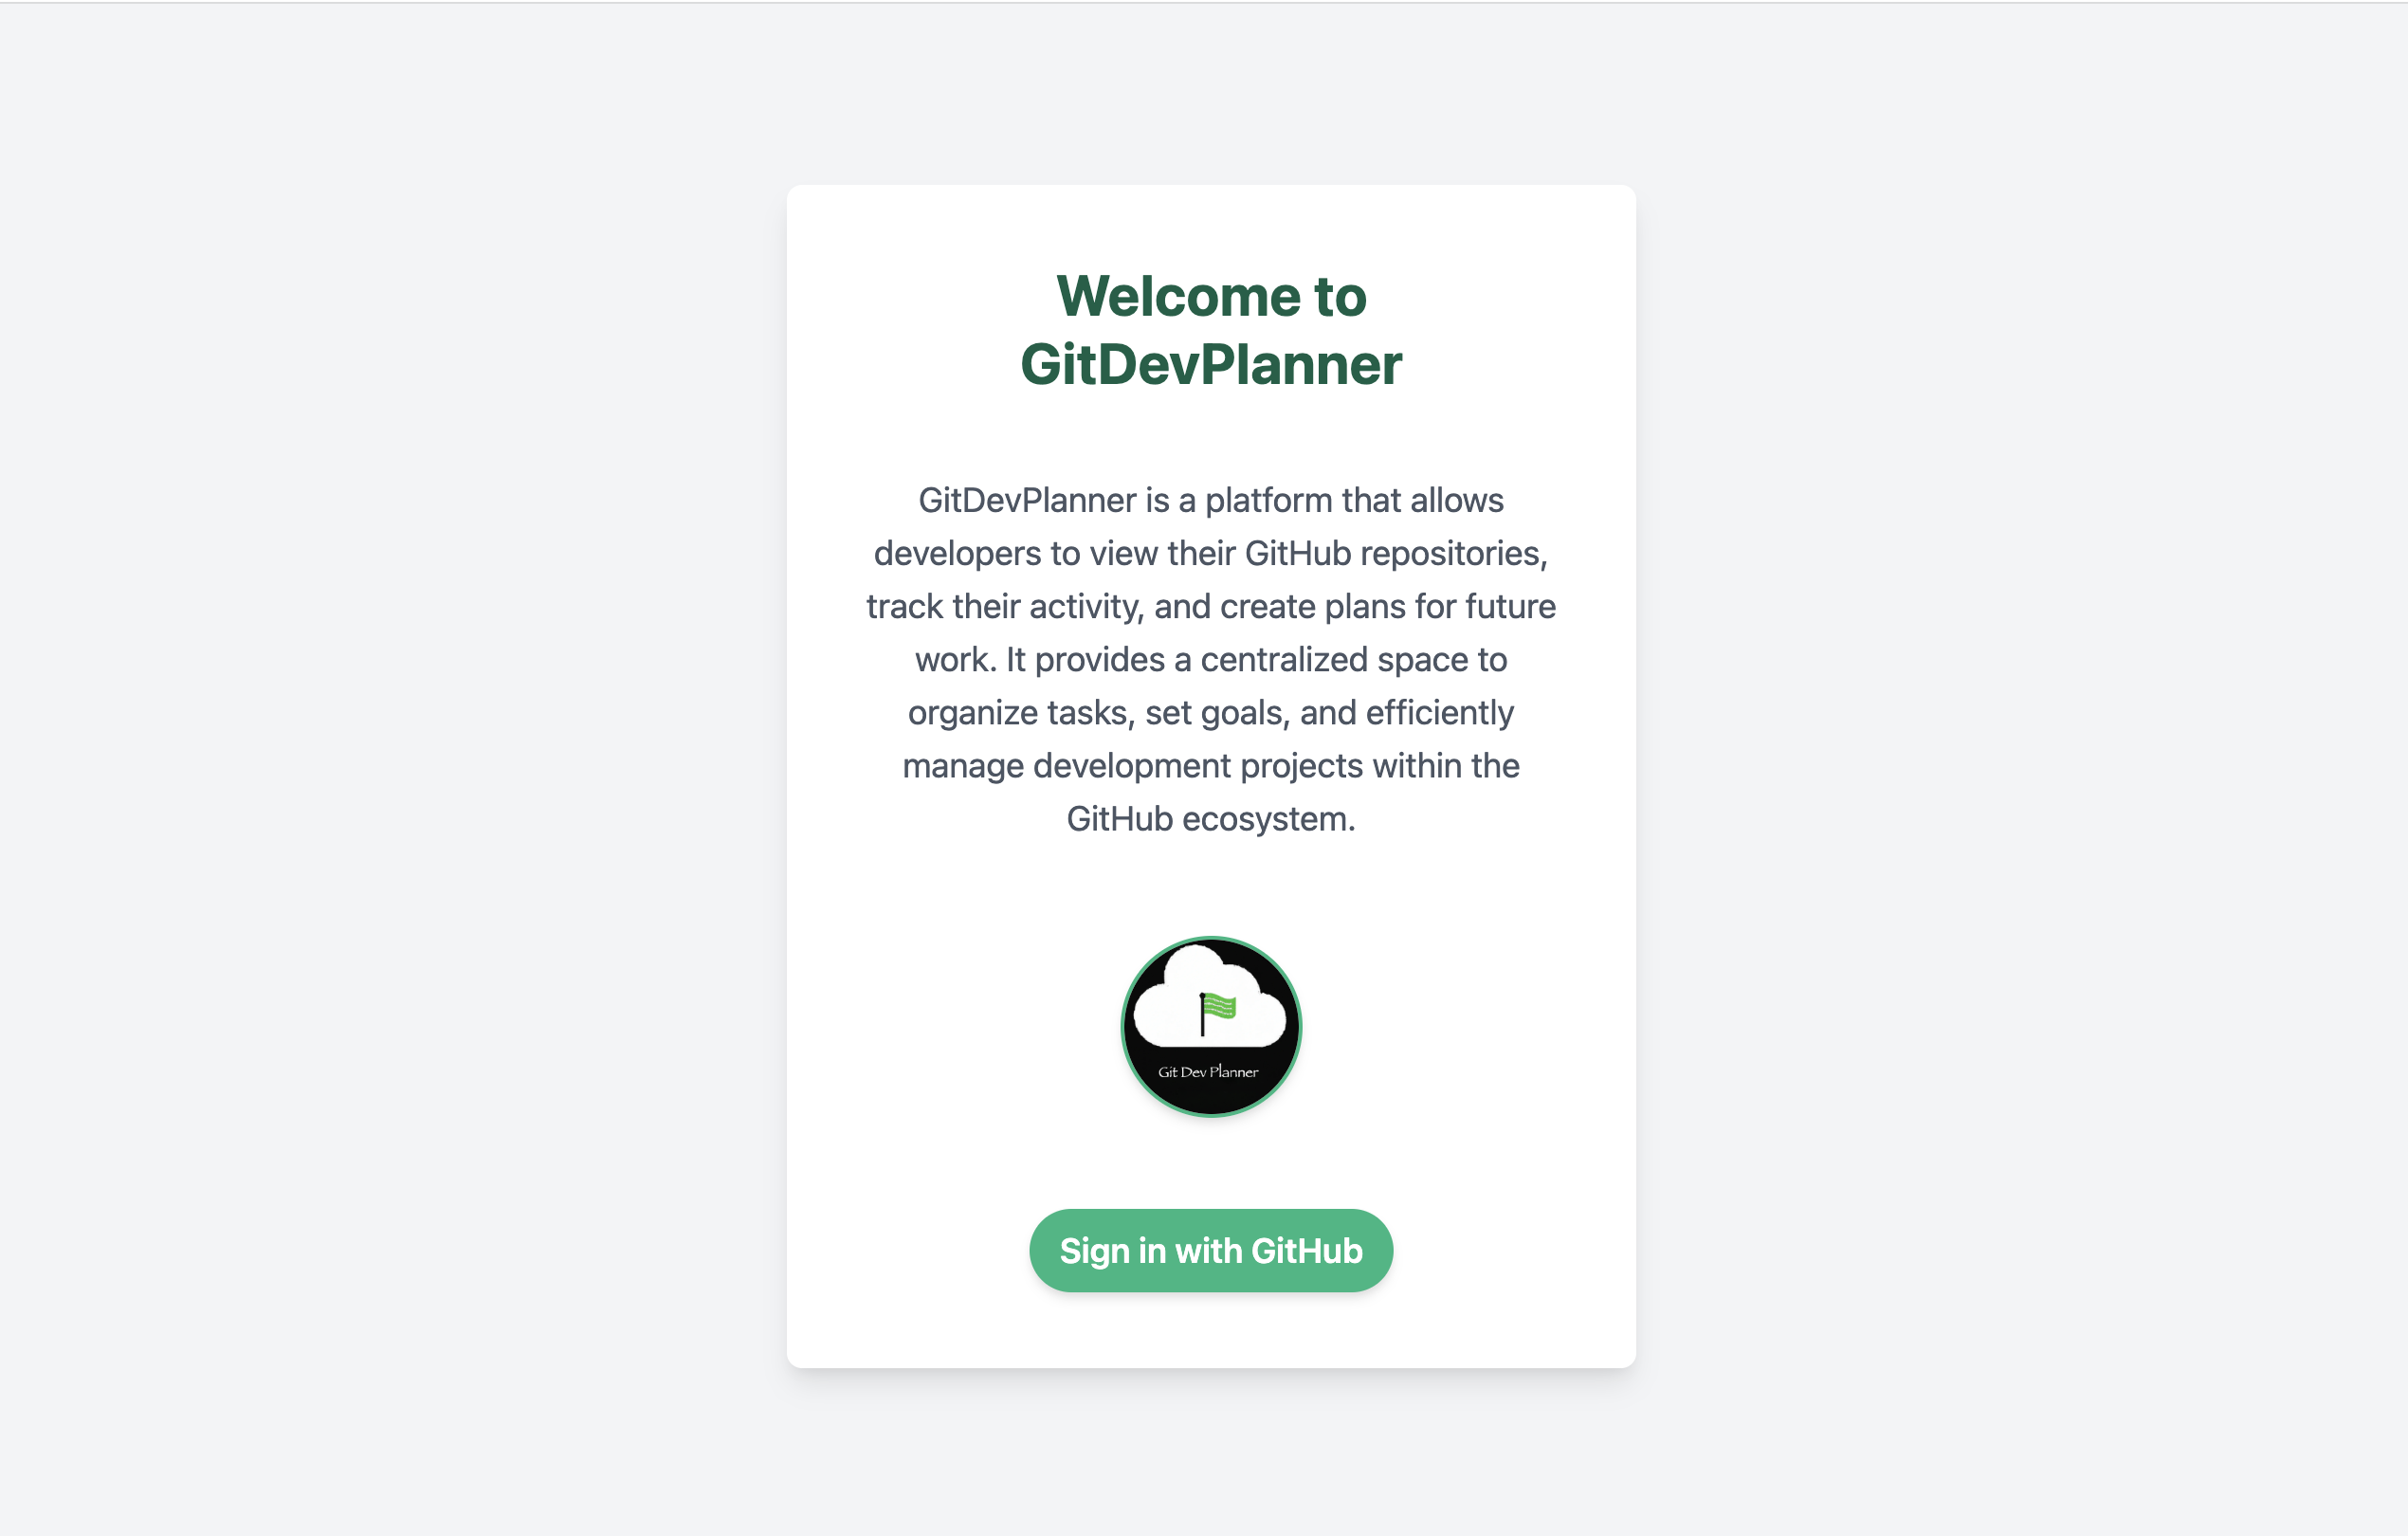 Welcome to
GitDevPlanner
GitDevPlanner is a platform that allows
developers to view their GitHub repositories,
track their activity, and create plans for future
work. It provides a centralized space to
organize tasks, set goals, and efficiently
manage development projects within the
GitHub ecosystem.
Git Dev Planner
Sign in with GitHub